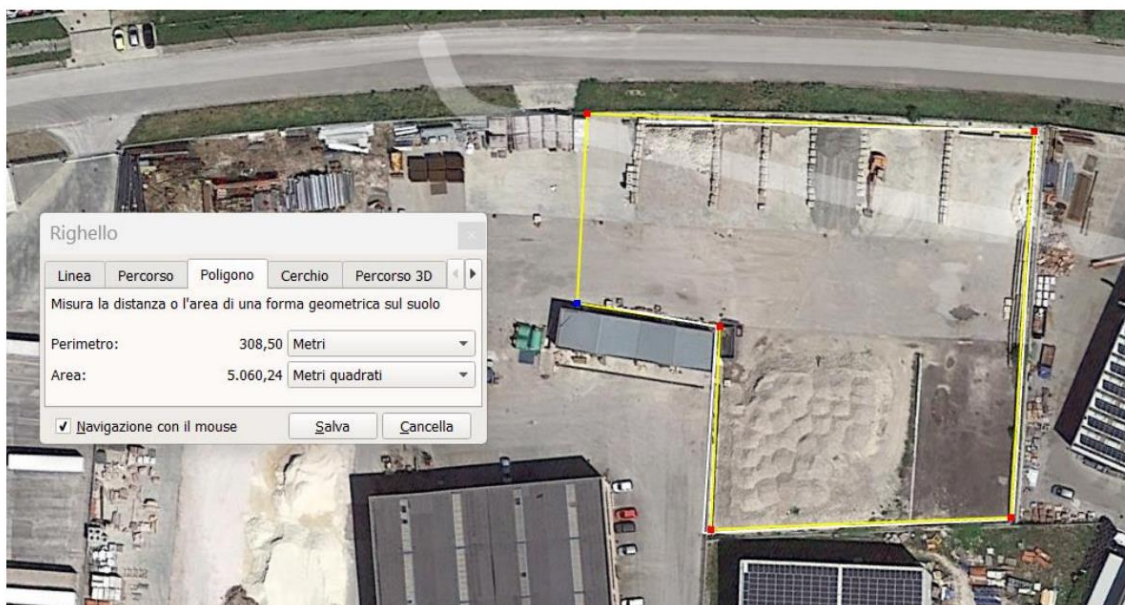 Righello
Linea Percorso Poligono Cerchio Percorso 3D
Misura la distanza o l'area di una forma geometrica sul suolo
Perimetro: 308,50 Metri
Area: 5.060,24 Metri quadrati
Navigazione con il mouse Salva Cancella